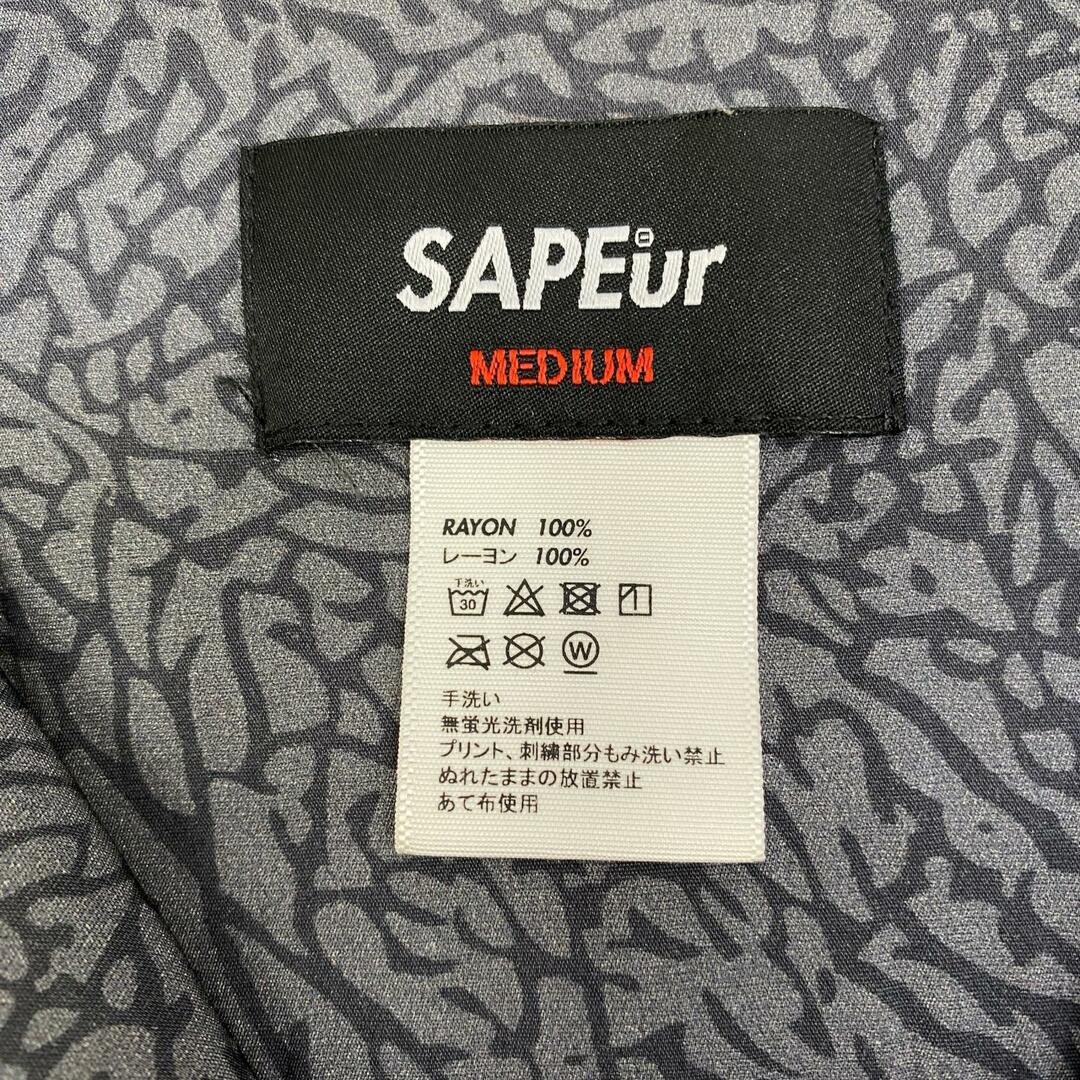 SAPEur
MEDIUM
RAYON 100%
レーヨン 100%
手洗い
30
W
手洗い
無蛍光洗剤使用
プリント、刺繍部分もみ洗い禁止
ぬれたままの放置禁止
あて布使用